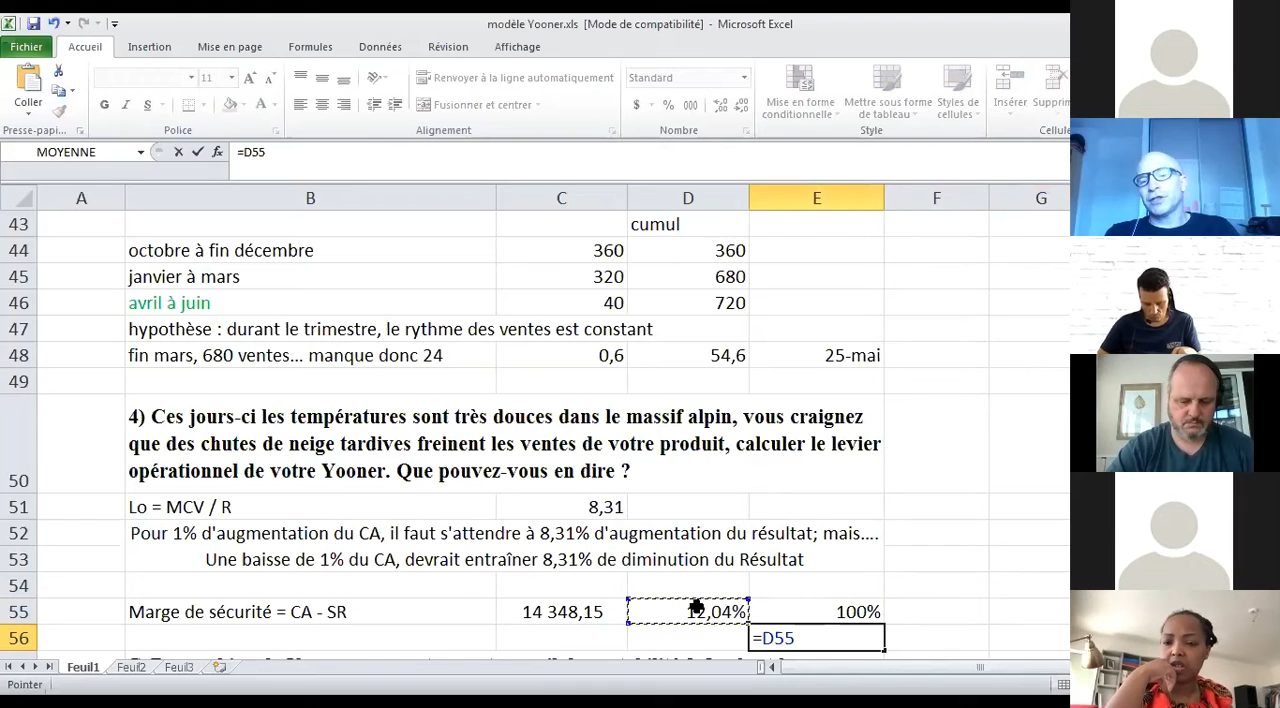 modèle Yooner.xls [Mode de compatibilité] - Microsoft Excel
Fichier Accueil Insertion Mise en page Formules Données Révision Affichage
11 Renvoyer à la ligne automatiquement Standard
Coller G I S Fusionner et centrer $ % 000 Mise en forme conditionnelle Mettre sous forme de tableau Styles de cellules Insérer Supprim
Presse-papi... Police Alignement Nombre Style Cellule
MOYENNE =D55
A B C D E F G
43 cumul
44 octobre à fin décembre 360 360
45 janvier à mars 320 680
46 avril à juin 40 720
47 hypothèse : durant le trimestre, le rythme des ventes est constant
48 fin mars, 680 ventes... manque donc 24 0,6 54,6 25-mai
49
4) Ces jours-ci les températures sont très douces dans le massif alpin, vous craignez
que des chutes de neige tardives freinent les ventes de votre produit, calculer le levier
50 opérationnel de votre Yooner. Que pouvez-vous en dire ?
51 Lo = MCV / R 8,31
52 Pour 1% d'augmentation du CA, il faut s'attendre à 8,31% d'augmentation du résultat; mais....
53 Une baisse de 1% du CA, devrait entraîner 8,31% de diminution du Résultat
54
55 Marge de sécurité = CA - SR 14 348,15 12,04% 100%
56 =D55
Feuil1 Feuil2 Feuil3
Pointer